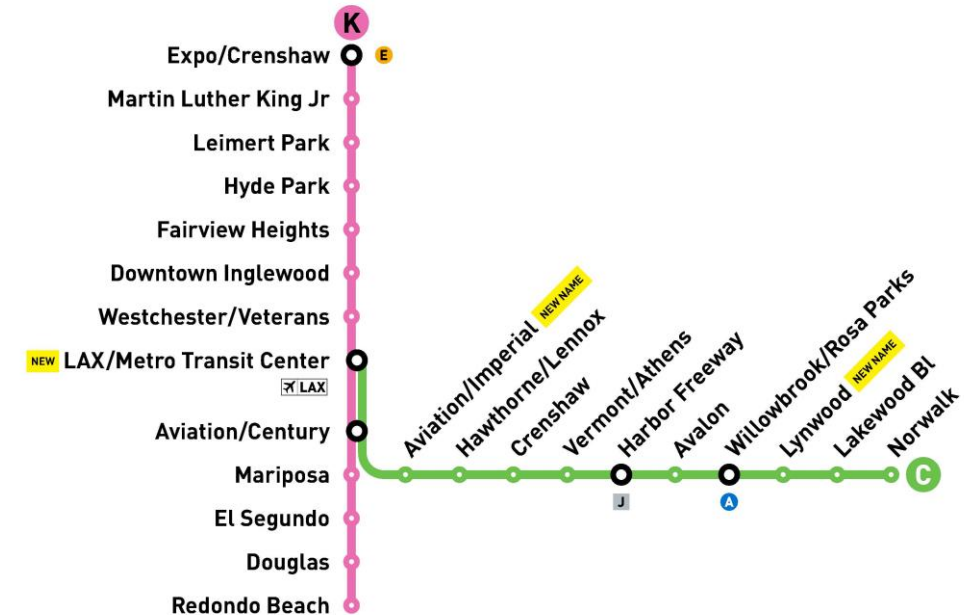 K
Expo/Crenshaw E
Martin Luther King Jr
Leimert Park
Hyde Park
Fairview Heights
Downtown Inglewood
Westchester/Veterans
NEW LAX/Metro Transit Center
LAX
Aviation/Century
Mariposa
El Segundo
Douglas
Redondo Beach
Aviation/Imperial NEW NAME
Hawthorne/Lennox
Crenshaw
Vermont/Athens
Harbor Freeway
J
Avalon
Willowbrook/Rosa Parks
A
Lynwood NEW NAME
Lakewood Bl
Norwalk
C